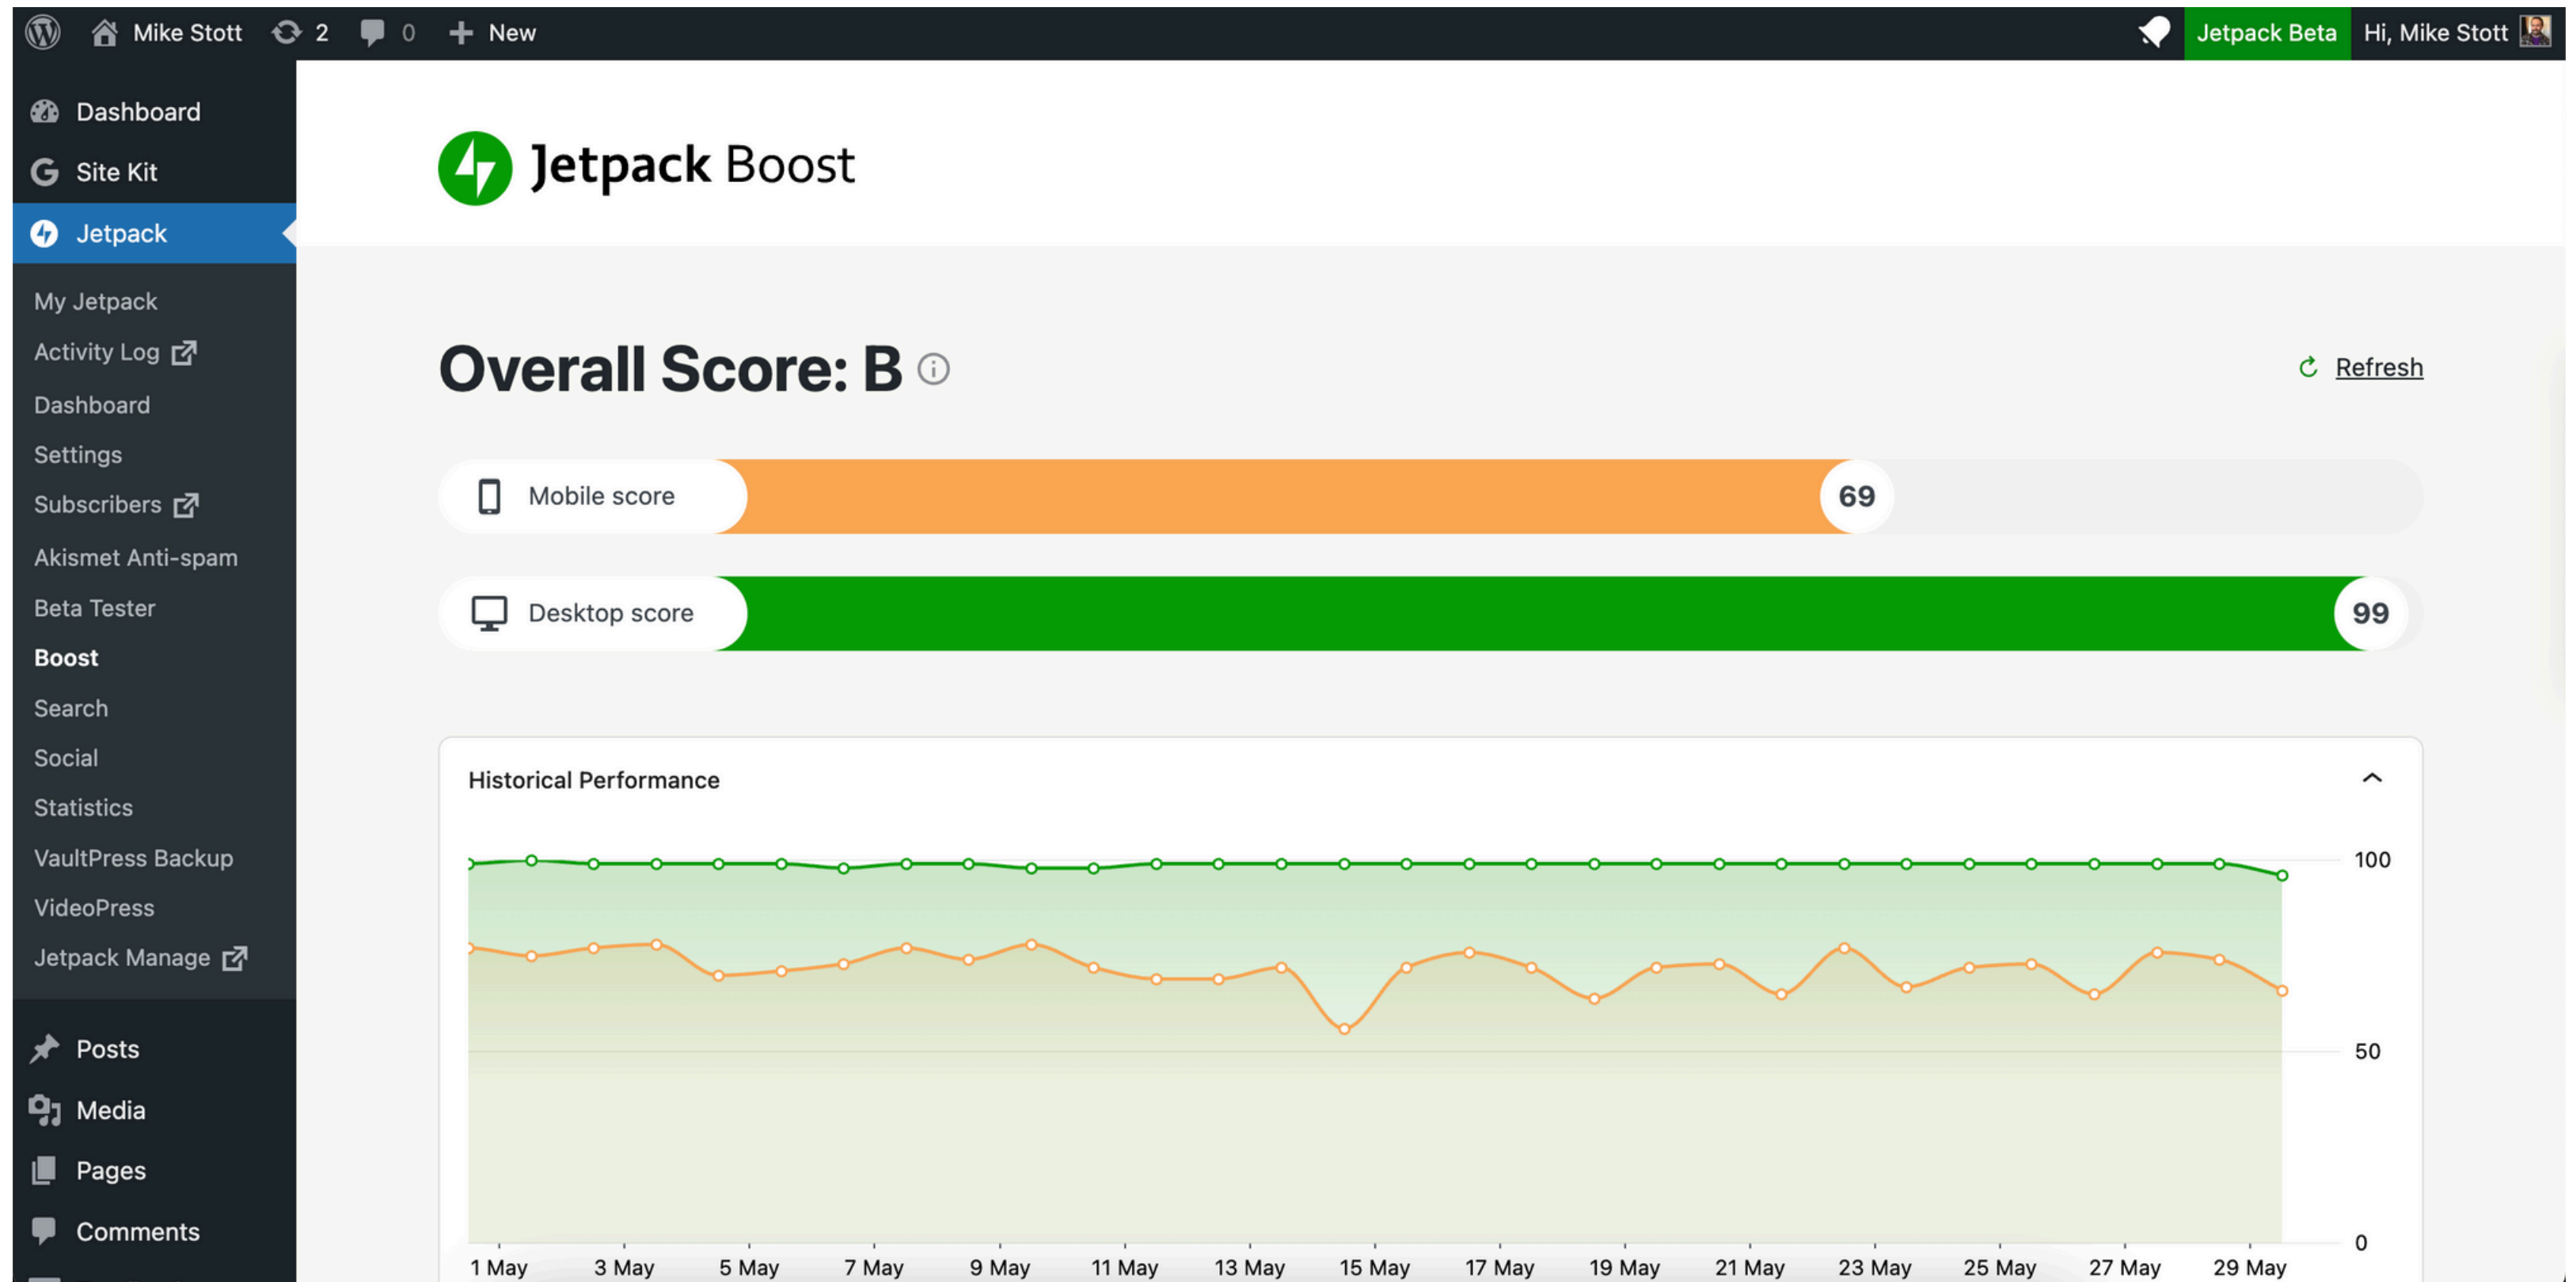 Mike Stott 2 0 New Jetpack Beta Hi, Mike Stott
Dashboard
Site Kit
Jetpack
My Jetpack
Activity Log
Dashboard
Settings
Subscribers
Akismet Anti-spam
Beta Tester
Boost
Search
Social
Statistics
VaultPress Backup
VideoPress
Jetpack Manage
Posts
Media
Pages
Comments
Jetpack Boost
Overall Score: B
Refresh
Mobile score 69
Desktop score 99
Historical Performance
100
50
0
1 May 3 May 5 May 7 May 9 May 11 May 13 May 15 May 17 May 19 May 21 May 23 May 25 May 27 May 29 May